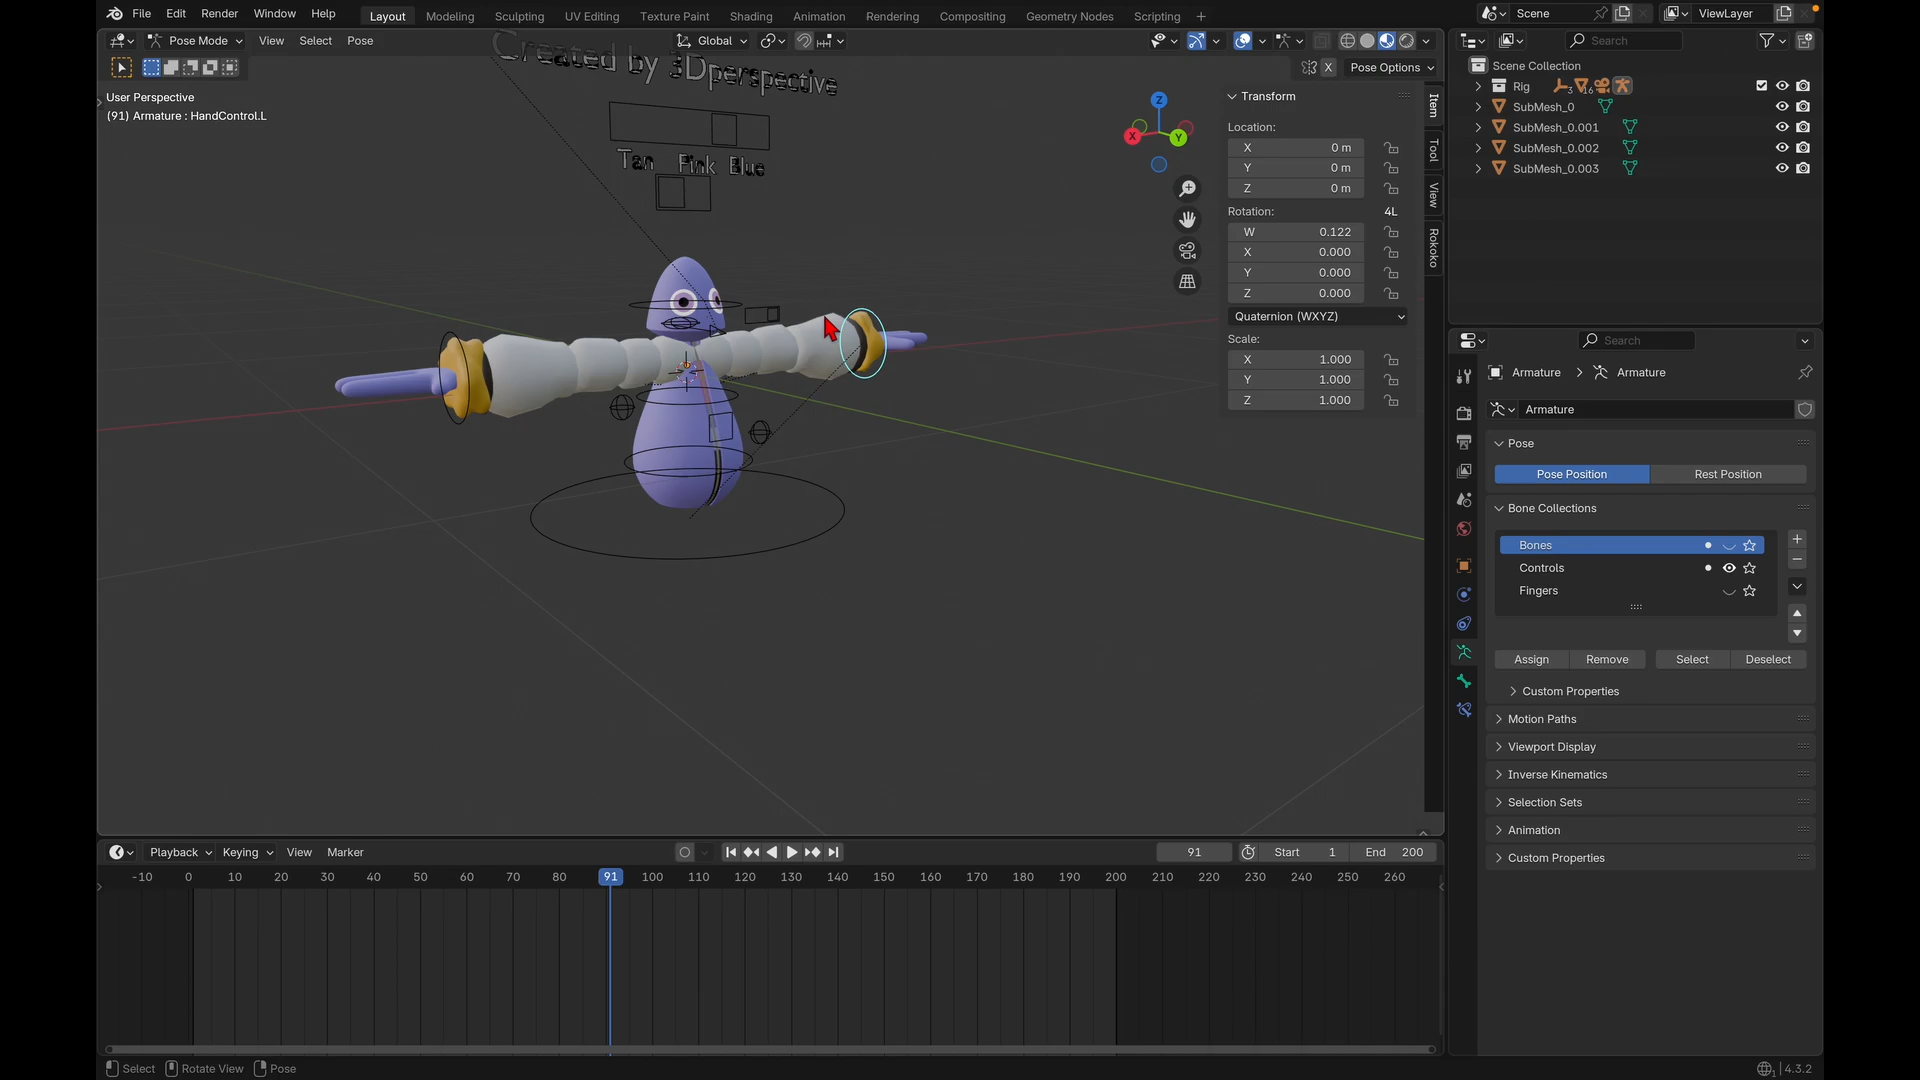 File Edit Render Window Help Layout Modeling Sculpting UV Editing Texture Paint Shading Animation Rendering Compositing Geometry Nodes Scripting + Scene ViewLayer
Pose Mode View Select Pose Global Search
X Pose Options
Created by 3Dperspective
User Perspective
(91) Armature : HandControl.L
Tan Pink Blue
Z
X
Y
Transform
Location:
X 0 m
Y 0 m
Z 0 m
Rotation: 4L
W 0.122
X 0.000
Y 0.000
Z 0.000
Quaternion (WXYZ)
Scale:
X 1.000
Y 1.000
Z 1.000
Item
Tool
View
Rokoko
Scene Collection
Rig 3 16
SubMesh_0
SubMesh_0.001
SubMesh_0.002
SubMesh_0.003
Search
Armature > Armature
Armature
Pose
Pose Position Rest Position
Bone Collections
Bones
Controls
Fingers
Assign Remove Select Deselect
Custom Properties
Motion Paths
Viewport Display
Inverse Kinematics
Selection Sets
Animation
Custom Properties
Playback Keying View Marker 91 Start 1 End 200
-10 0 10 20 30 40 50 60 70 80 91 100 110 120 130 140 150 160 170 180 190 200 210 220 230 240 250 260
Select Rotate View Pose 4.3.2